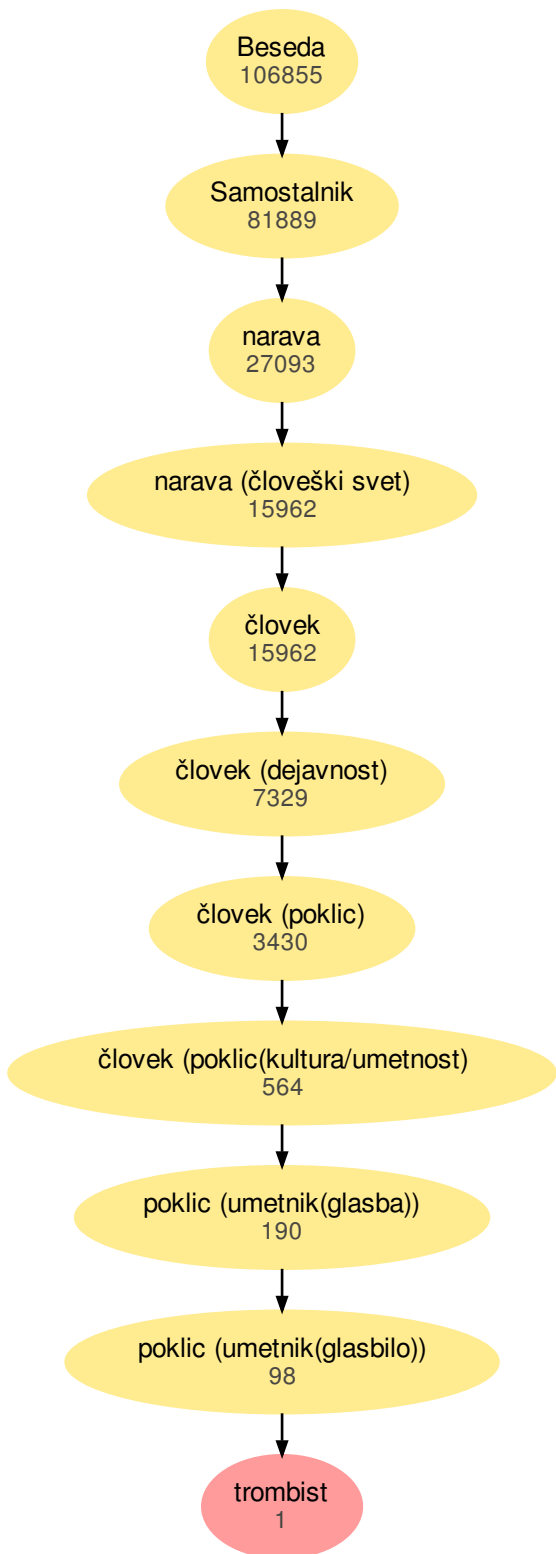 Beseda
106855
Samostalnik
81889
narava
27093
narava (človeški svet)
15962
človek
15962
človek (dejavnost)
7329
človek (poklic)
3430
človek (poklic(kultura/umetnost)
564
poklic (umetnik(glasba))
190
poklic (umetnik(glasbilo))
98
trombist
1